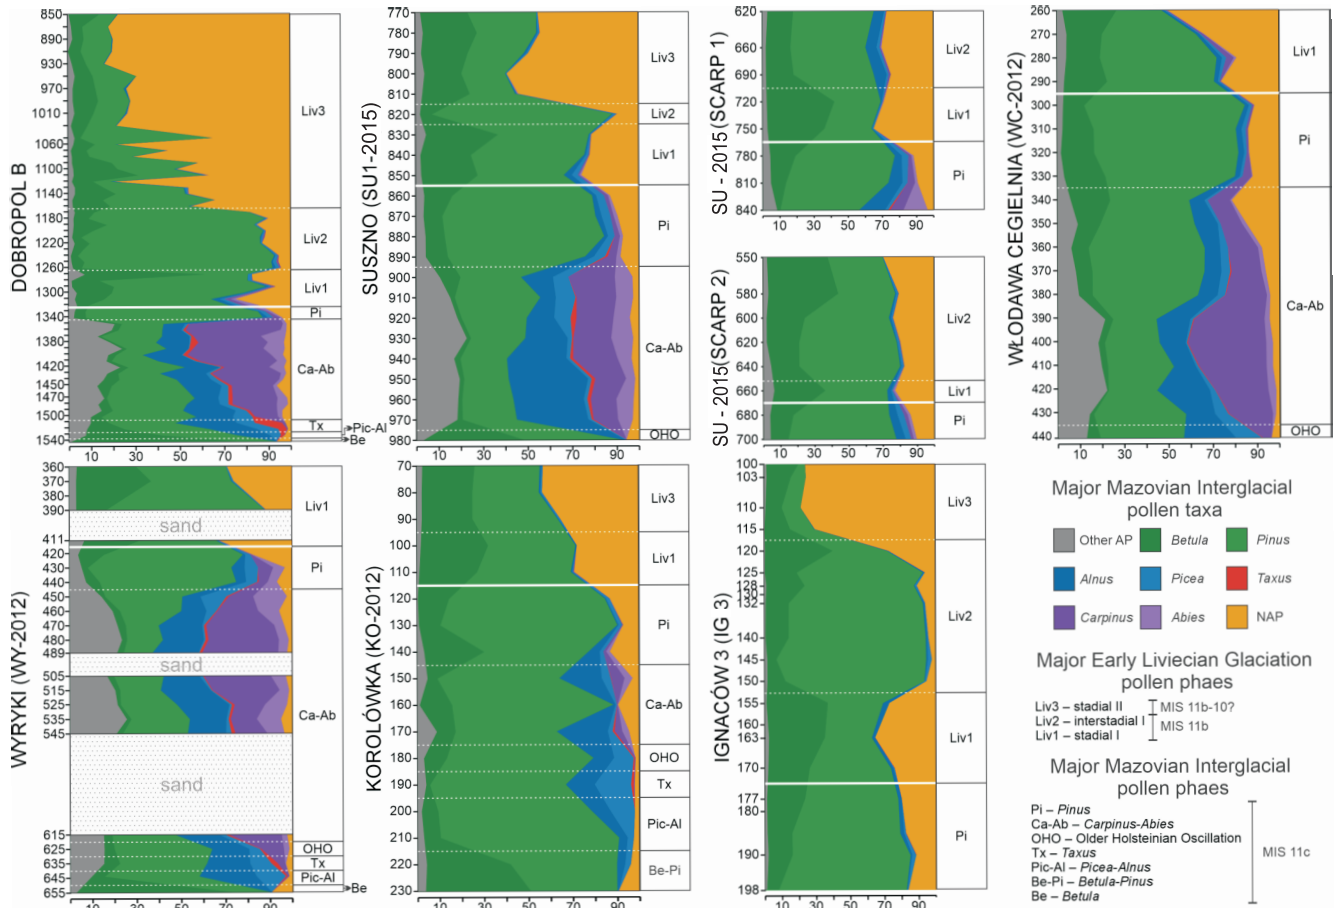 DOBROPOL B
850
890
930
970
1010
1060
1100
1140
1180
1220
1260
1300
1340
1380
1420
1450
1500
1540
10 30 50 70 90
Liv3
Liv2
Liv1
Pi
Ca-Ab
Tx
Pic-Al
Be
SUSZNO (SU1-2015)
770
780
790
800
810
820
830
840
850
860
870
880
890
900
910
920
930
940
950
970
980
10 30 50 70 90
Liv3
Liv2
Liv1
Pi
Ca-Ab
OHO
SU - 2015 (SCARP 1)
620
660
690
720
750
780
810
840
10 30 50 70 90
Liv2
Liv1
Pi
SU - 2015(SCARP 2)
550
580
600
640
660
680
700
10 30 50 70 90
Liv2
Liv1
Pi
WŁODAWA CEGIELNIA (WC-2012)
260
280
290
300
320
330
340
350
360
370
380
390
400
410
420
430
440
10 30 50 70 90
Liv1
Pi
Ca-Ab
OHO
WYRYKI (WY-2012)
360
370
390
411
420
430
440
450
460
470
480
489
505
515
525
535
545
615
625
635
645
655
10 30 50 70 90
sand
sand
sand
Liv1
Pi
Ca-Ab
OHO
Tx
Pic-Al
Be
KOROLÓWKA (KO-2012)
70
80
90
100
110
120
130
140
150
160
170
180
190
200
210
220
230
10 30 50 70 90
Liv3
Liv1
Pi
Ca-Ab
OHO
Tx
Pic-Al
Be-Pi
IGNACÓW 3 (IG 3)
100
103
110
115
120
125
128
130
132
140
145
150
155
163
170
177
180
190
198
10 30 50 70 90
Liv3
Liv2
Liv1
Pi
Major Mazovian Interglacial
pollen taxa
Other AP Betula Pinus
Alnus Picea Taxus
Carpinus Abies NAP
Major Early Liviecian Glaciation
pollen phaes
Liv3 – stadial II
Liv2 – interstadial I
Liv1 – stadial I
MIS 11b-10?
MIS 11b
Major Mazovian Interglacial
pollen phaes
Pi – Pinus
Ca-Ab – Carpinus-Abies
OHO – Older Holsteinian Oscillation
Tx – Taxus
Pic-Al – Picea-Alnus
Be-Pi – Betula-Pinus
Be – Betula
MIS 11c